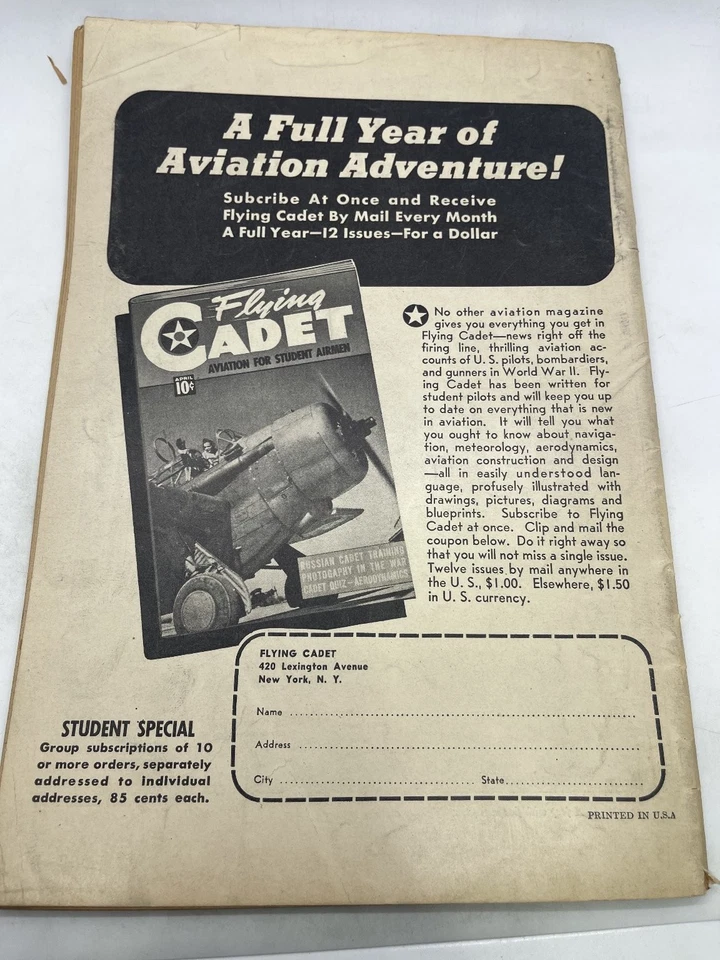 A Full Year of
Aviation Adventure!
Subcribe At Once and Receive
Flying Cadet By Mail Every Month
A Full Year—12 Issues—For a Dollar
Flying
CADET
AVIATION FOR STUDENT AIRMEN
APRIL
10¢
RUSSIAN CADET TRAINING
PHOTOGRAPHY IN THE WAR
CADET QUIZ—AERODYNAMICS
No other aviation magazine
gives you everything you get in
Flying Cadet—news right off the
firing line, thrilling aviation ac-
counts of U. S. pilots, bombardiers,
and gunners in World War II. Fly-
ing Cadet has been written for
student pilots and will keep you up
to date on everything that is new
in aviation. It will tell you what
you ought to know about naviga-
tion, meteorology, aerodynamics,
aviation construction and design
—all in easily understood lan-
guage, profusely illustrated with
drawings, pictures, diagrams and
blueprints. Subscribe to Flying
Cadet at once. Clip and mail the
coupon below. Do it right away so
that you will not miss a single issue.
Twelve issues by mail anywhere in
the U. S., $1.00. Elsewhere, $1.50
in U. S. currency.
FLYING CADET
420 Lexington Avenue
New York, N. Y.
Name
Address
City State
STUDENT SPECIAL
Group subscriptions of 10
or more orders, separately
addressed to individual
addresses, 85 cents each.
PRINTED IN U.S.A